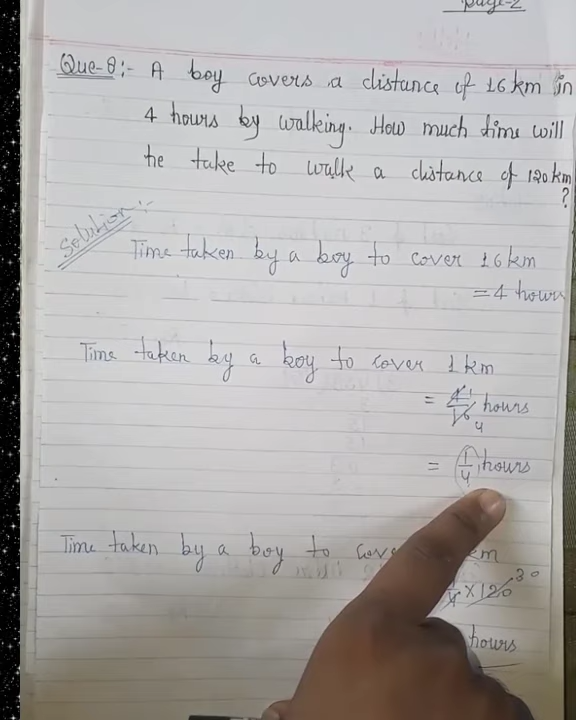 Page-2
Que-8:- A boy covers a distance of 16 km in
4 hours by walking. How much time will
he take to walk a distance of 120 km
?
Solution:-
Time taken by a boy to cover 16 km
= 4 hours
Time taken by a boy to cover 1 km
= 4/16 hours
1
4
= 1/4 hours
Time taken by a boy to cove km
4 × 120 30
hours